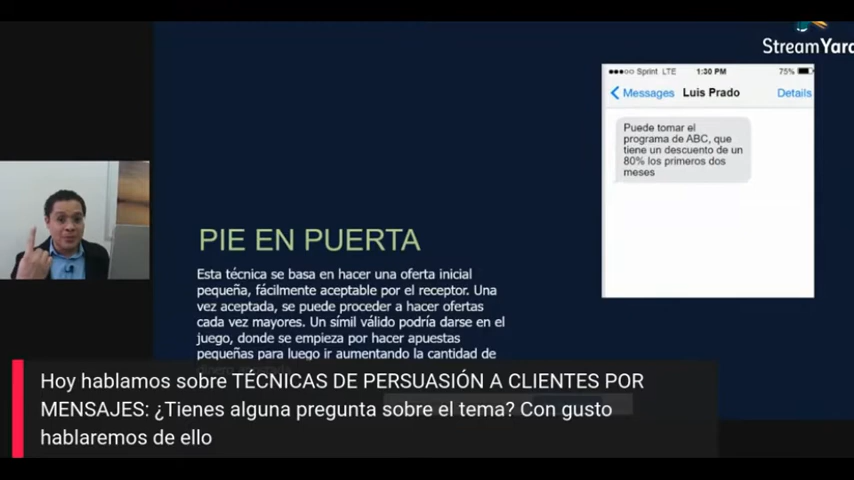 StreamYard
Sprint LTE
1:30 PM
75%
Messages
Luis Prado
Details
Puede tomar el
programa de ABC, que
tiene un descuento de un
80% los primeros dos
meses
PIE EN PUERTA
Esta técnica se basa en hacer una oferta inicial
pequeña, fácilmente aceptable por el receptor. Una
vez aceptada, se puede proceder a hacer ofertas
cada vez mayores. Un símil válido podría darse en el
juego, donde se empieza por hacer apuestas
pequeñas para luego ir aumentando la cantidad de
Hoy hablamos sobre TÉCNICAS DE PERSUASIÓN A CLIENTES POR
MENSAJES: ¿Tienes alguna pregunta sobre el tema? Con gusto
hablaremos de ello